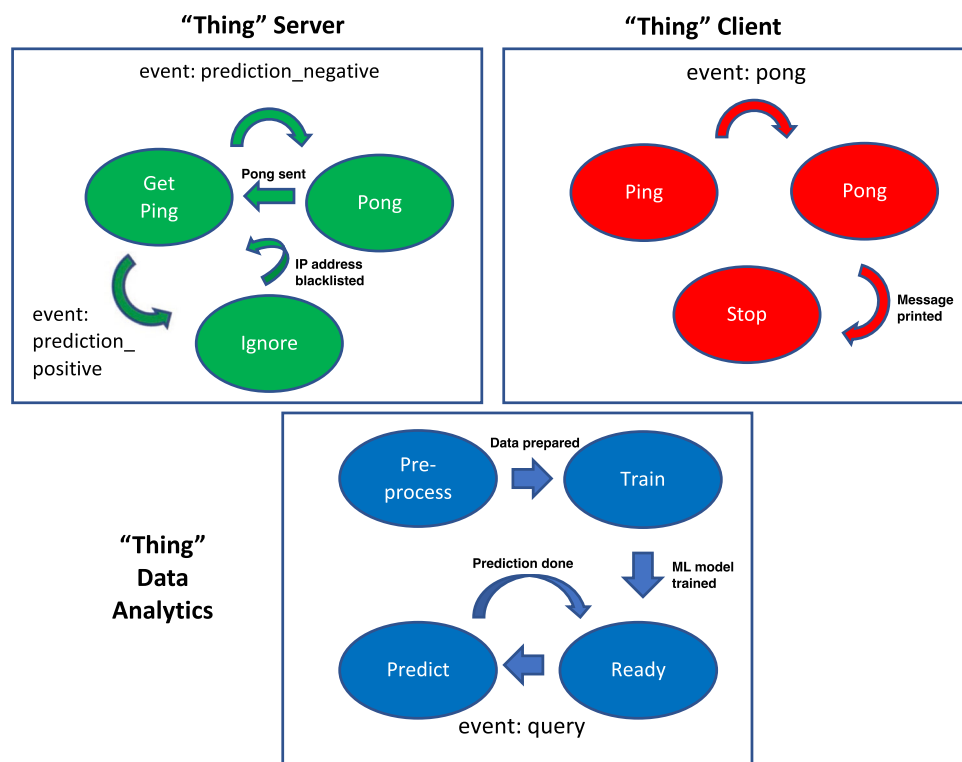 “Thing” Server
event: prediction_negative
Get
Ping
Pong sent
Pong
IP address
blacklisted
event:
prediction_
positive
Ignore
“Thing” Client
event: pong
Ping
Pong
Stop
Message
printed
“Thing”
Data
Analytics
Pre-
process
Data prepared
Train
Prediction done
ML model
trained
Predict
Ready
event: query